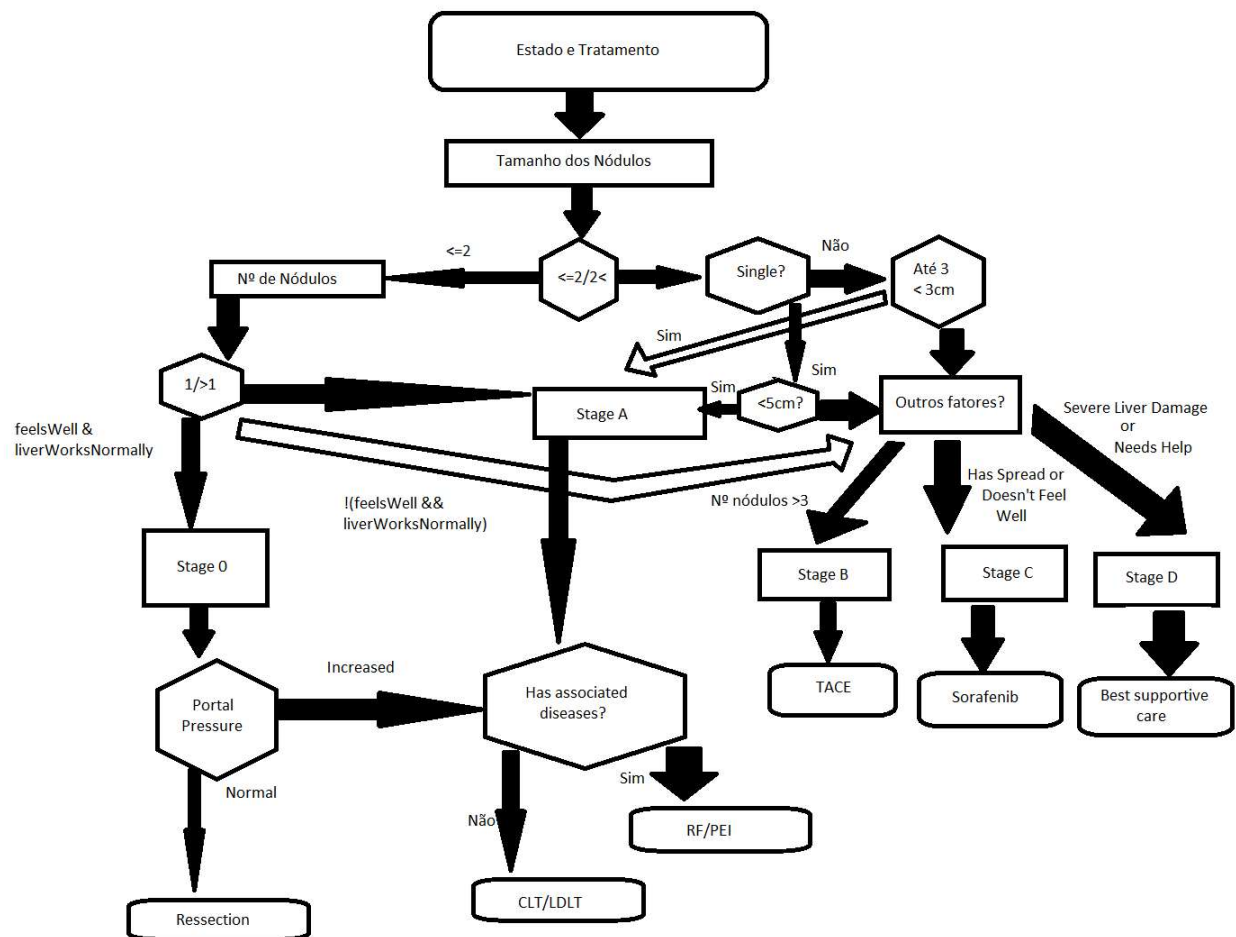 Estado e Tratamento
Tamanho dos Nódulos
<=2
<=2/2<
Single?
Não
Até 3
< 3cm
Nº de Nódulos
Sim
Sim
1/>1
Stage A
Sim
<5cm?
Outros fatores?
Severe Liver Damage
or
Needs Help
feelsWell &
liverWorksNormally
!(feelsWell &&
liverWorksNormally)
Nº nódulos >3
Has Spread or
Doesn't Feel
Well
Stage 0
Stage B
Stage C
Stage D
Portal
Pressure
Increased
Has associated
diseases?
TACE
Sorafenib
Best supportive
care
Normal
Não
Sim
RF/PEI
CLT/LDLT
Ressection